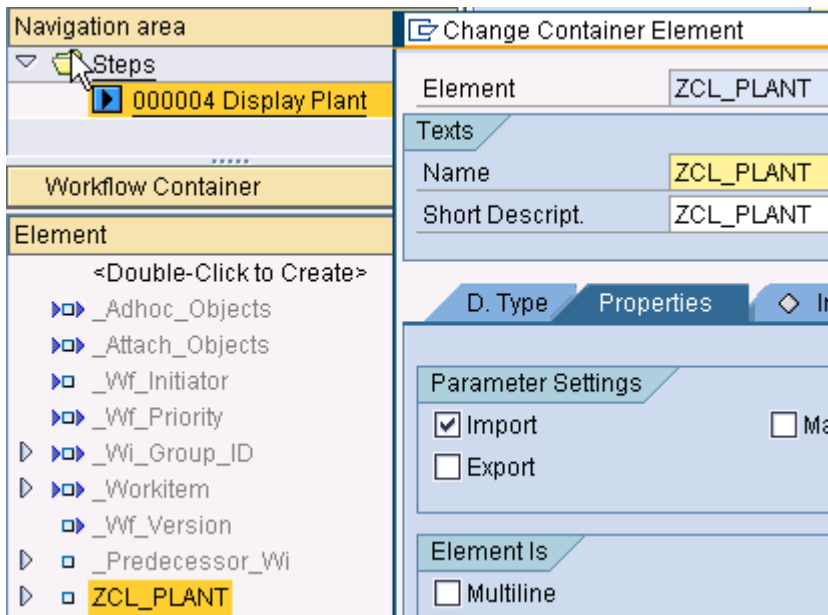 Navigation area
Steps
000004 Display Plant
Workflow Container
Element
<Double-Click to Create>
_Adhoc_Objects
_Attach_Objects
_Wf_Initiator
_Wf_Priority
_Wi_Group_ID
_Workitem
_Wf_Version
_Predecessor_Wi
ZCL_PLANT
Change Container Element
Element ZCL_PLANT
Texts
Name ZCL_PLANT
Short Descript. ZCL_PLANT
D. Type Properties
Parameter Settings
Import
Export
Element Is
Multiline